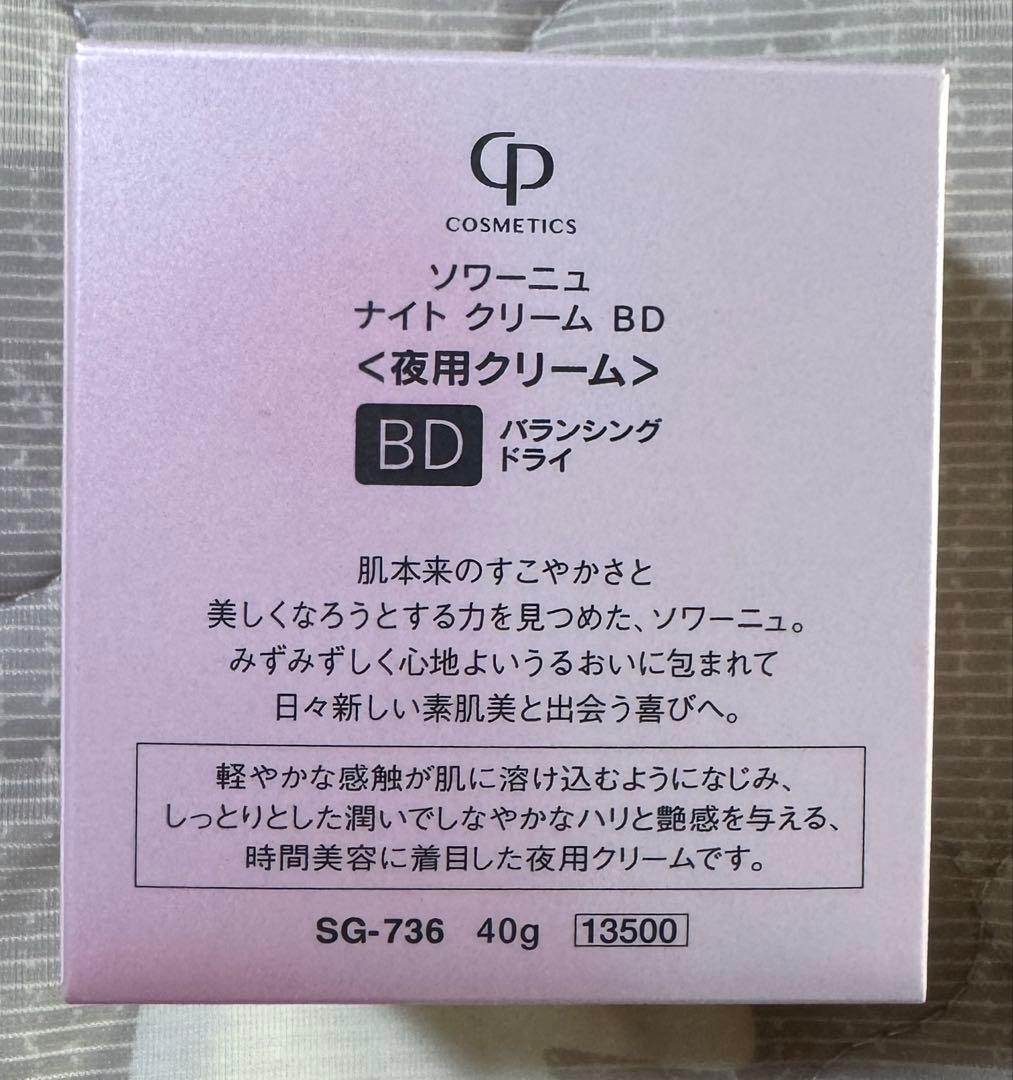 CP
COSMETICS
ソワーニュ
ナイト クリーム BD
<夜用クリーム>
BD バランシング
ドライ
肌本来のすこやかさと
美しくなろうとする力を見つめた、ソワーニュ。
みずみずしく心地よいうるおいに包まれて
日々新しい素肌美と出会う喜びへ。
軽やかな感触が肌に溶け込むようになじみ、
しっとりとした潤いでしなやかなハリと艶感を与える、
時間美容に着目した夜用クリームです。
SG-736 40g 13500